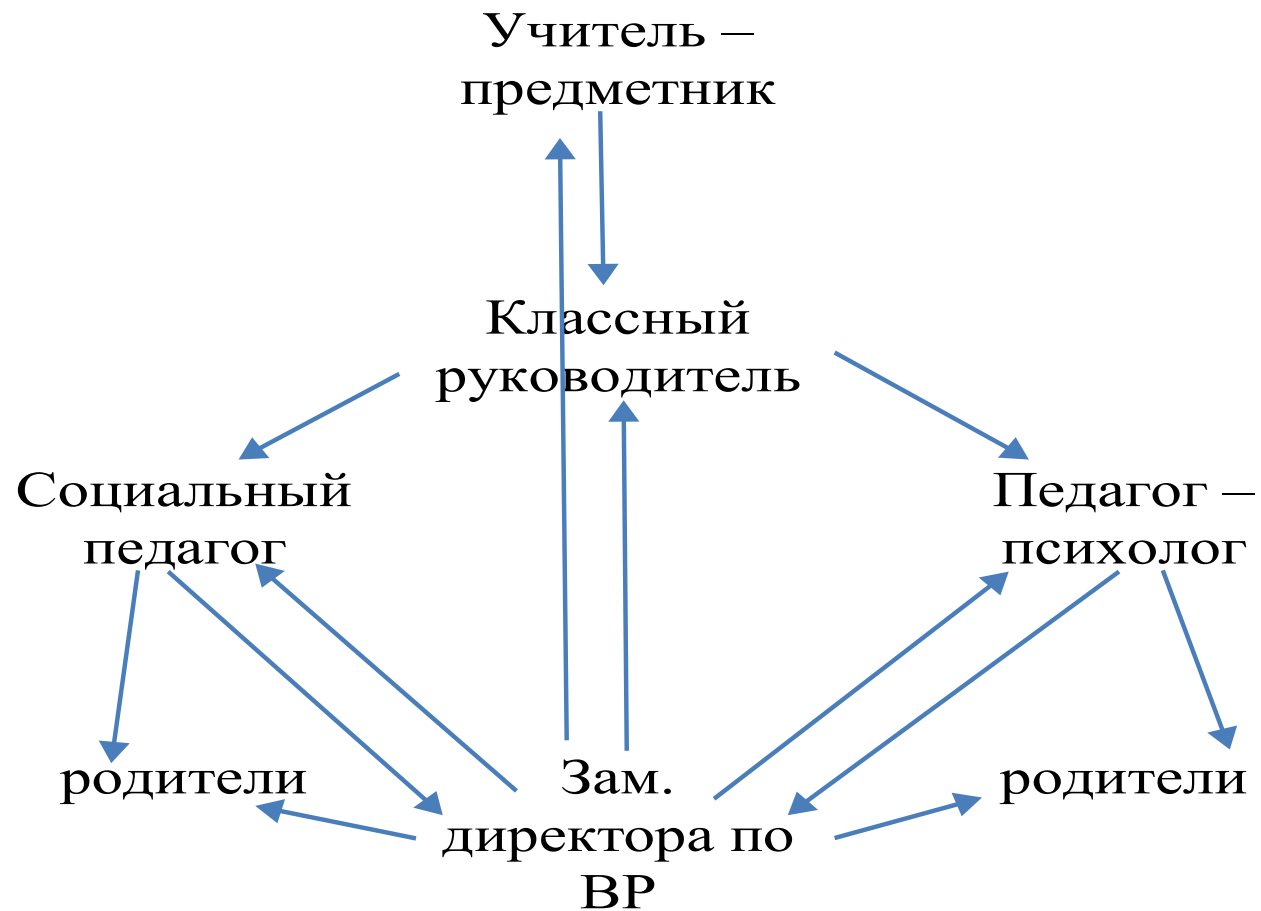 Учитель –
предметник
Классный
руководитель
Социальный
педагог
Педагог –
психолог
родители
Зам.
директора по
ВР
родители